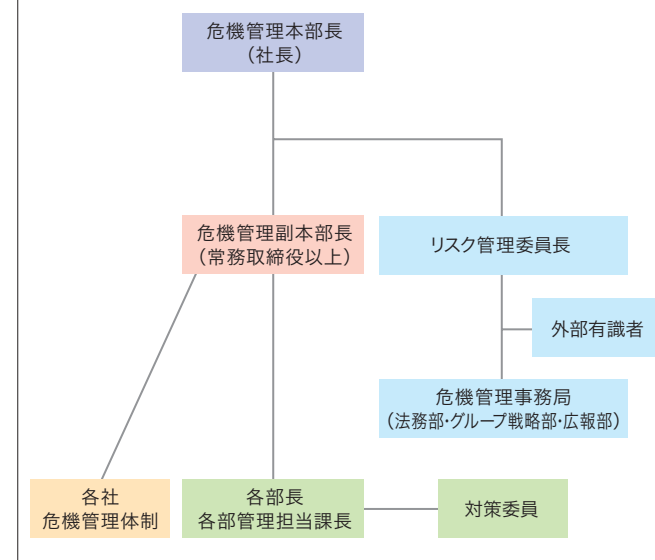 危機管理本部長
（社長）
危機管理副本部長
（常務取締役以上）
リスク管理委員長
外部有識者
危機管理事務局
（法務部・グループ戦略部・広報部）
各社
危機管理体制
各部長
各部管理担当課長
対策委員